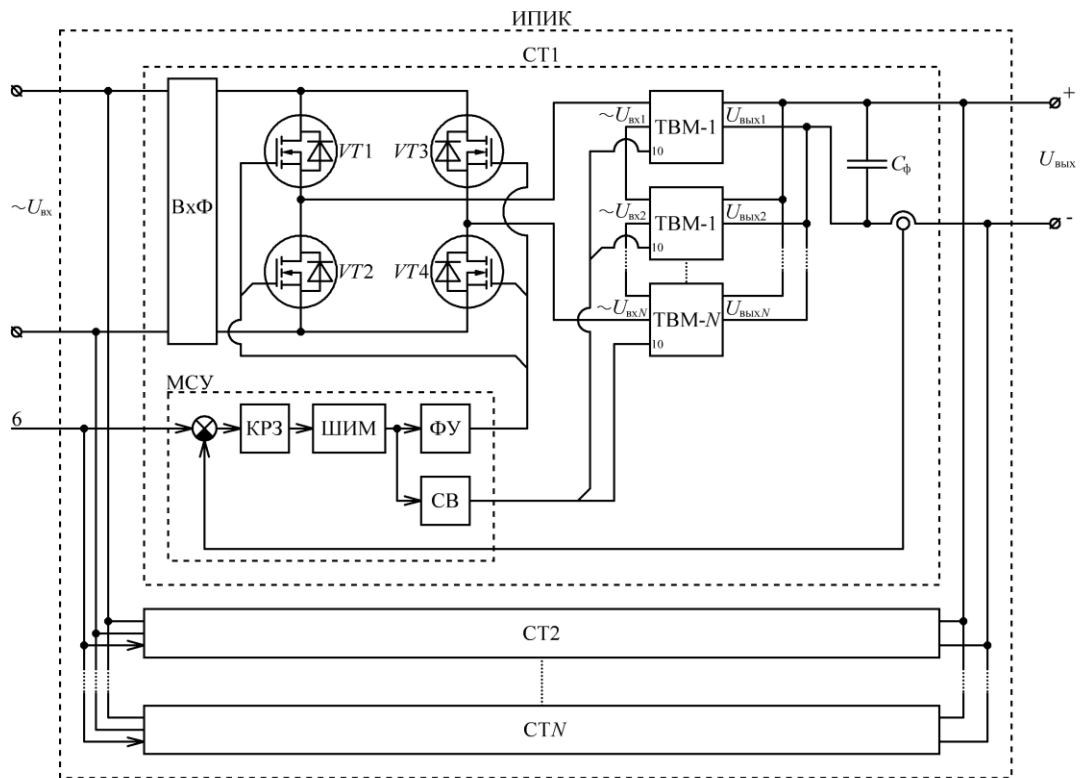 ИПИК
СТ1
+
~Uвх
ВхФ
VT1
VT3
VT2
VT4
~Uвх1
ТВМ-1
10
Uвых1
~Uвх2
ТВМ-1
10
Uвых2
~UвхN
ТВМ-N
10
UвыхN
Cф
Uвых
-
МСУ
6
КРЗ
ШИМ
ФУ
СВ
СТ2
СТN